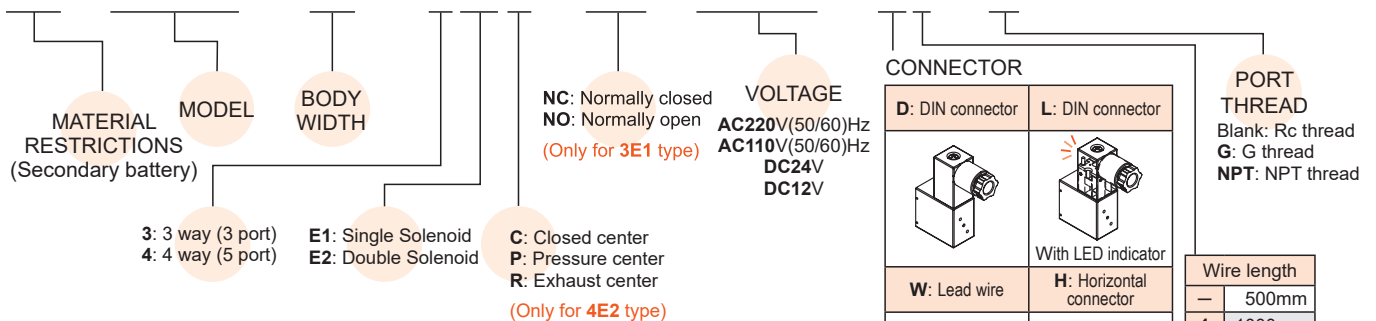 MATERIAL
RESTRICTIONS
(Secondary battery)
MODEL
BODY
WIDTH
3: 3 way (3 port)
4: 4 way (5 port)
E1: Single Solenoid
E2: Double Solenoid
C: Closed center
P: Pressure center
R: Exhaust center
(Only for 4E2 type)
NC: Normally closed
NO: Normally open
(Only for 3E1 type)
VOLTAGE
AC220V(50/60)Hz
AC110V(50/60)Hz
DC24V
DC12V
CONNECTOR
D: DIN connector
L: DIN connector
With LED indicator
W: Lead wire
H: Horizontal
connector
Wire length
– 500mm
PORT
THREAD
Blank: Rc thread
G: G thread
NPT: NPT thread